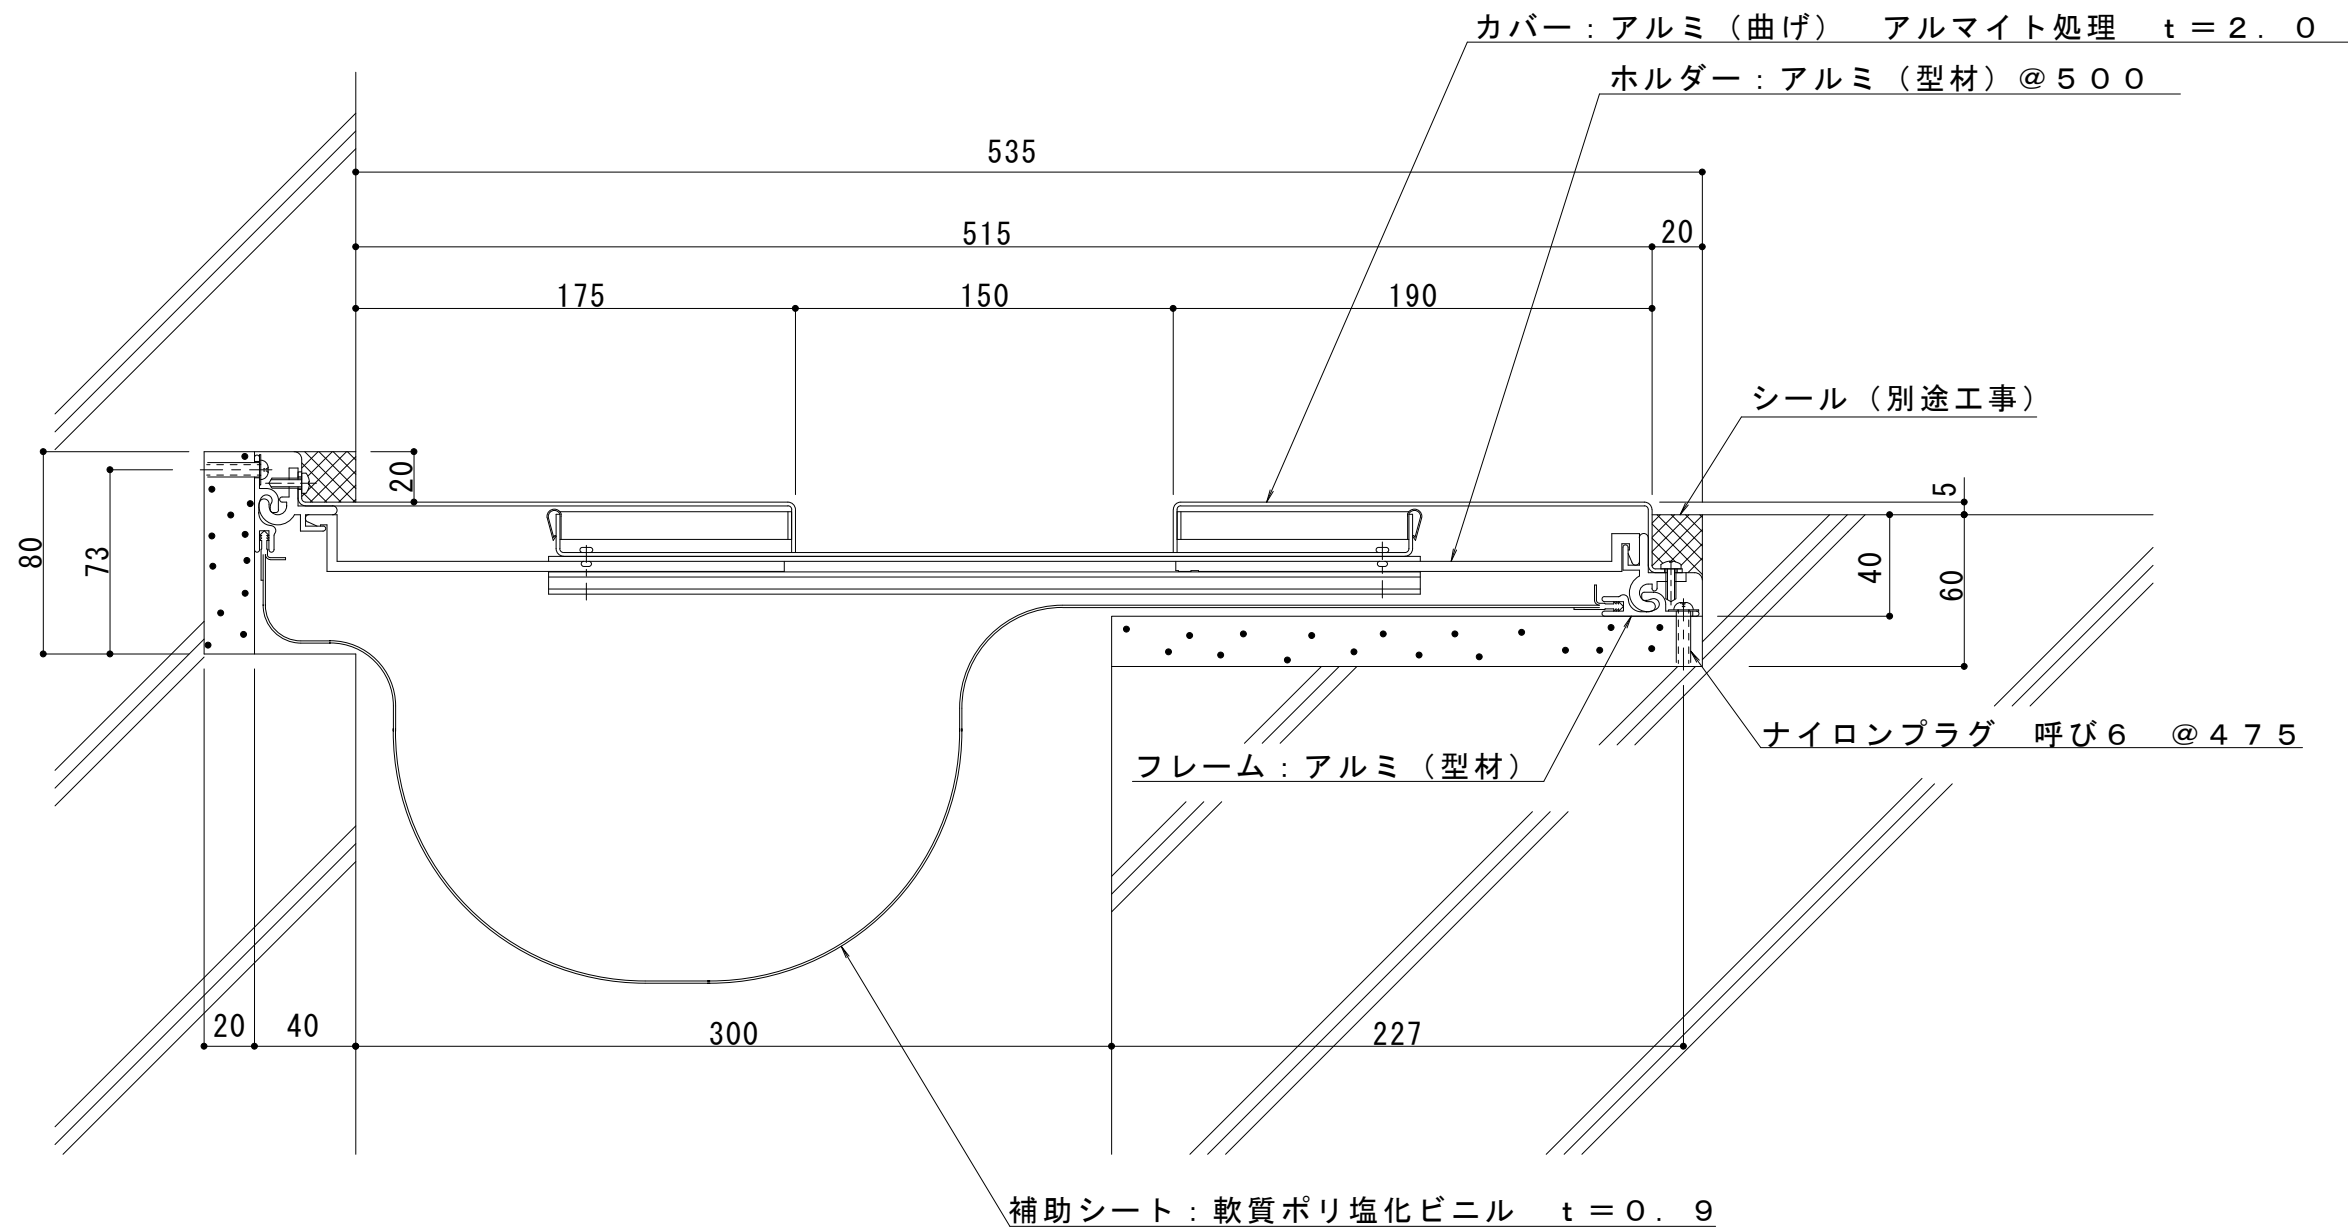 カバー：アルミ（曲げ）　アルマイト処理　ｔ＝２．０
ホルダー：アルミ（型材）＠５００
535
515
20
175
150
190
シール（別途工事）
20
5
80
73
40
60
ナイロンプラグ　呼び６　＠４７５
フレーム：アルミ（型材）
20
40
300
227
補助シート：軟質ポリ塩化ビニル　ｔ＝０．９